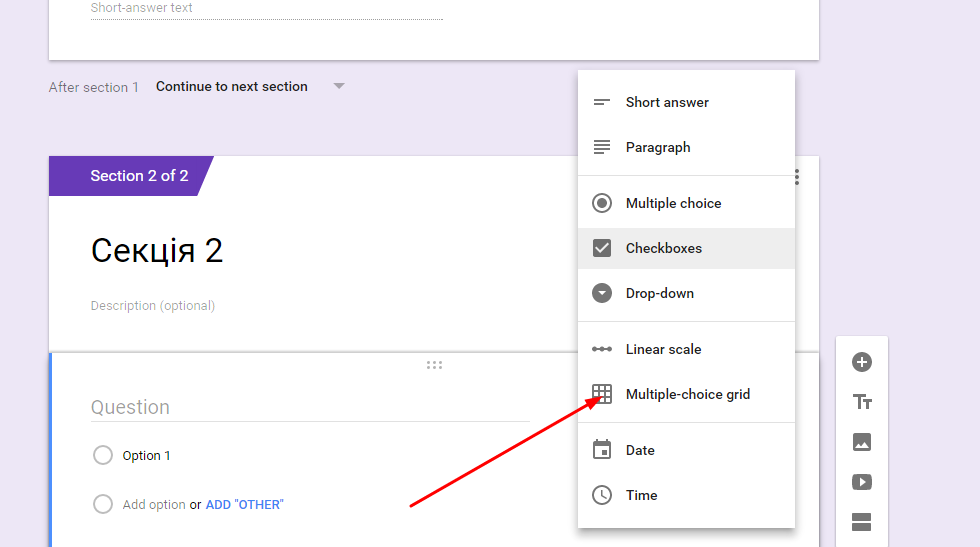 Short-answer text
After section 1 Continue to next section
Section 2 of 2
Секція 2
Description (optional)
Question
Option 1
Add option or ADD "OTHER"
Short answer
Paragraph
Multiple choice
Checkboxes
Drop-down
Linear scale
Multiple-choice grid
Date
Time
Tт